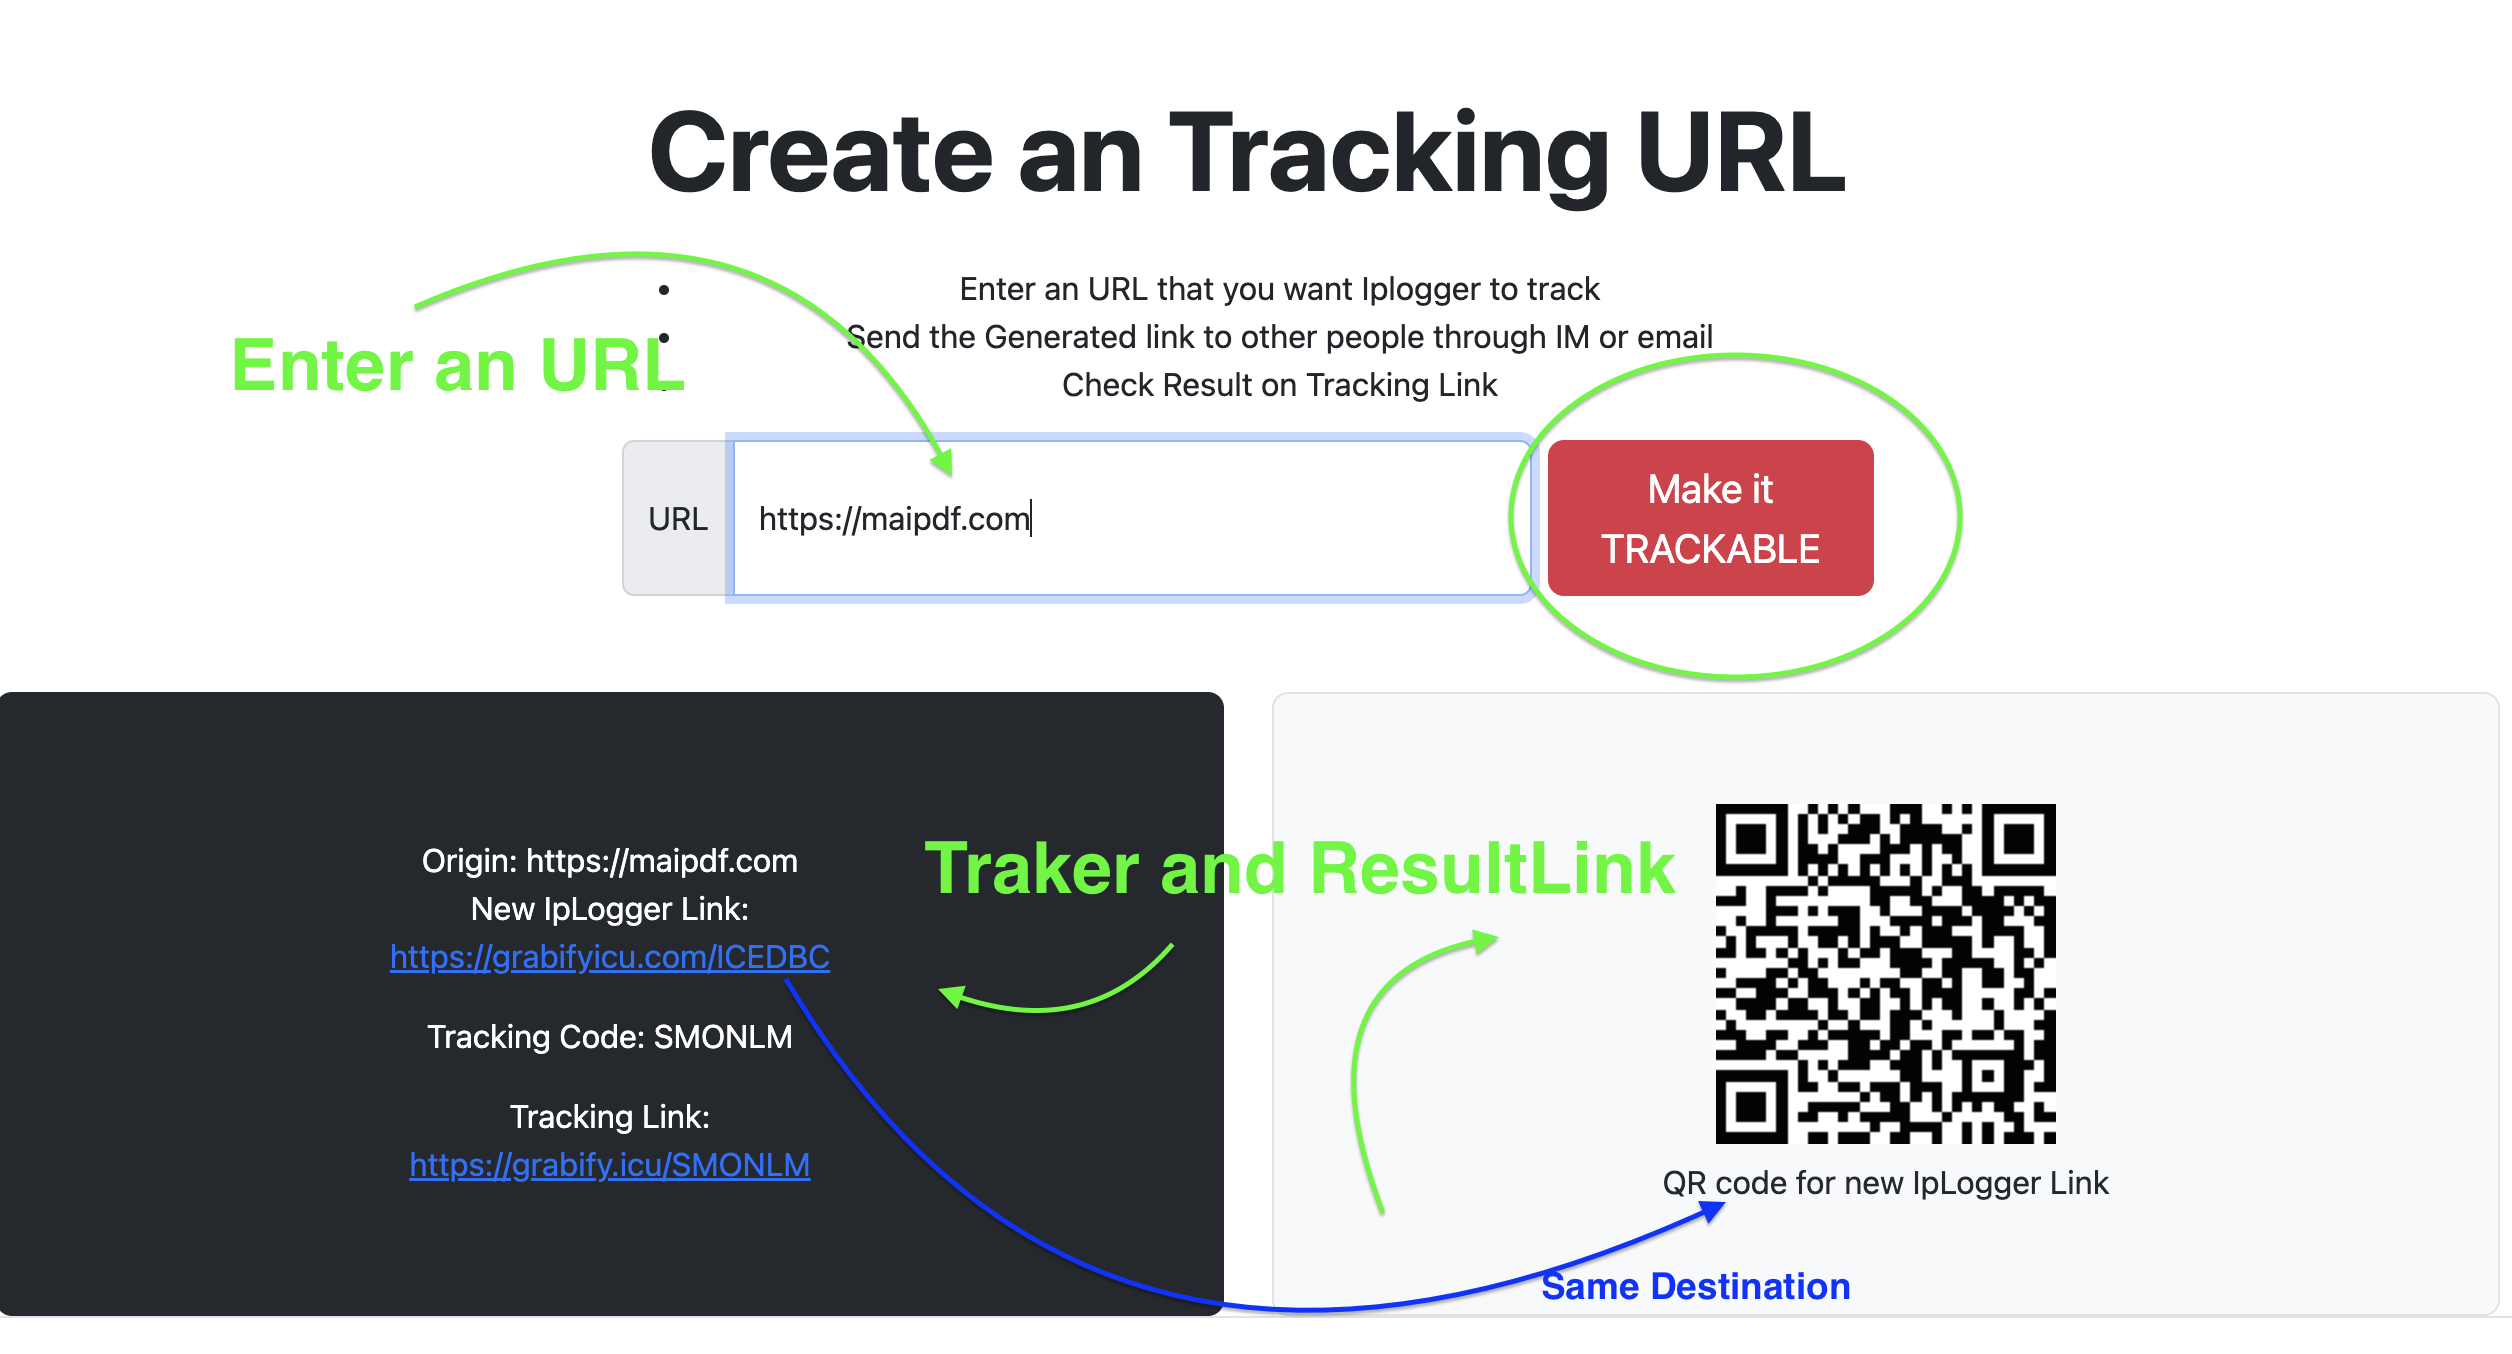 Create an Tracking URL
Enter an URL that you want Iplogger to track
Send the Generated link to other people through IM or email
Enter an URL
Check Result on Tracking Link
URL
https://maipdf.com
Make it
TRACKABLE
Origin: https://maipdf.com
New IpLogger Link:
https://grabifyicu.com/ICEDBC
Tracking Code: SMONLM
Tracking Link:
https://grabify.icu/SMONLM
Traker and ResultLink
QR code for new IpLogger Link
Same Destination